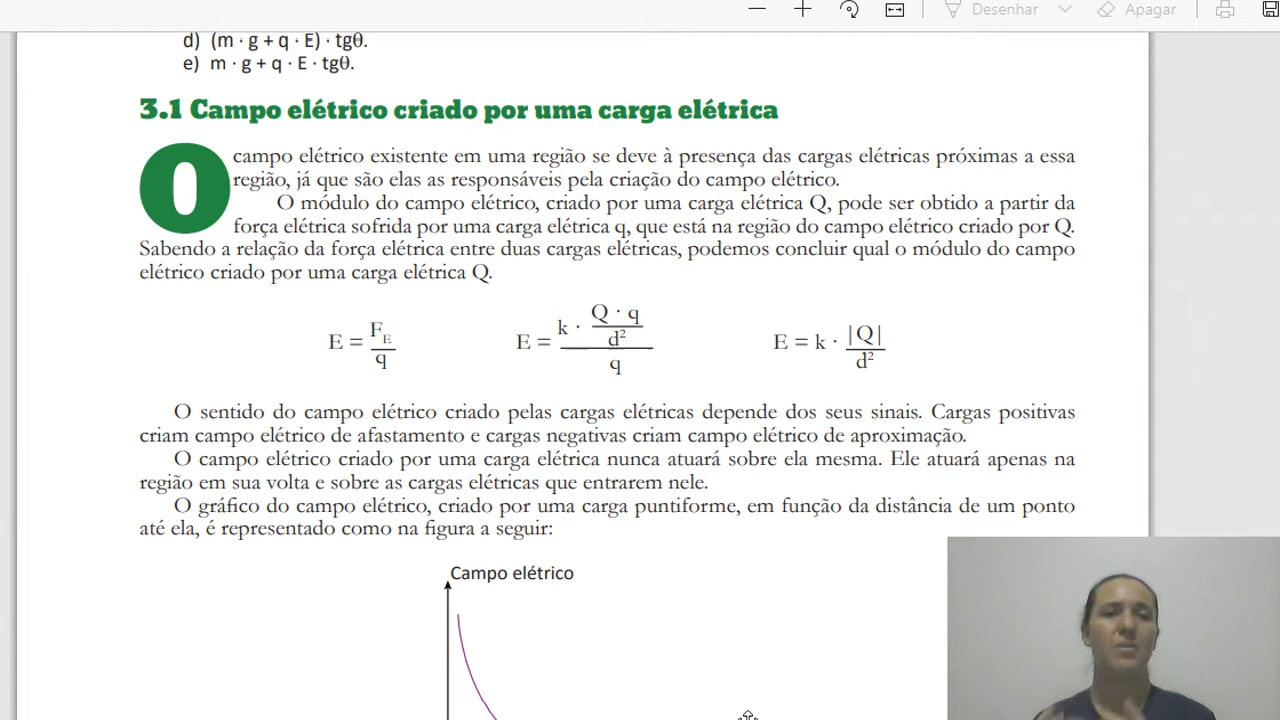 Desenhar
Apagar
d) (m · g + q · E) · tgθ.
e) m · g + q · E · tgθ.
3.1 Campo elétrico criado por uma carga elétrica
O campo elétrico existente em uma região se deve à presença das cargas elétricas próximas a essa
região, já que são elas as responsáveis pela criação do campo elétrico.
O módulo do campo elétrico, criado por uma carga elétrica Q, pode ser obtido a partir da
força elétrica sofrida por uma carga elétrica q, que está na região do campo elétrico criado por Q.
Sabendo a relação da força elétrica entre duas cargas elétricas, podemos concluir qual o módulo do campo
elétrico criado por uma carga elétrica Q.
E = F_E / q    E = (k · (Q · q) / d²) / q    E = k · |Q| / d²
O sentido do campo elétrico criado pelas cargas elétricas depende dos seus sinais. Cargas positivas
criam campo elétrico de afastamento e cargas negativas criam campo elétrico de aproximação.
O campo elétrico criado por uma carga elétrica nunca atuará sobre ela mesma. Ele atuará apenas na
região em sua volta e sobre as cargas elétricas que entrarem nele.
O gráfico do campo elétrico, criado por uma carga puntiforme, em função da distância de um ponto
até ela, é representado como na figura a seguir:
Campo elétrico